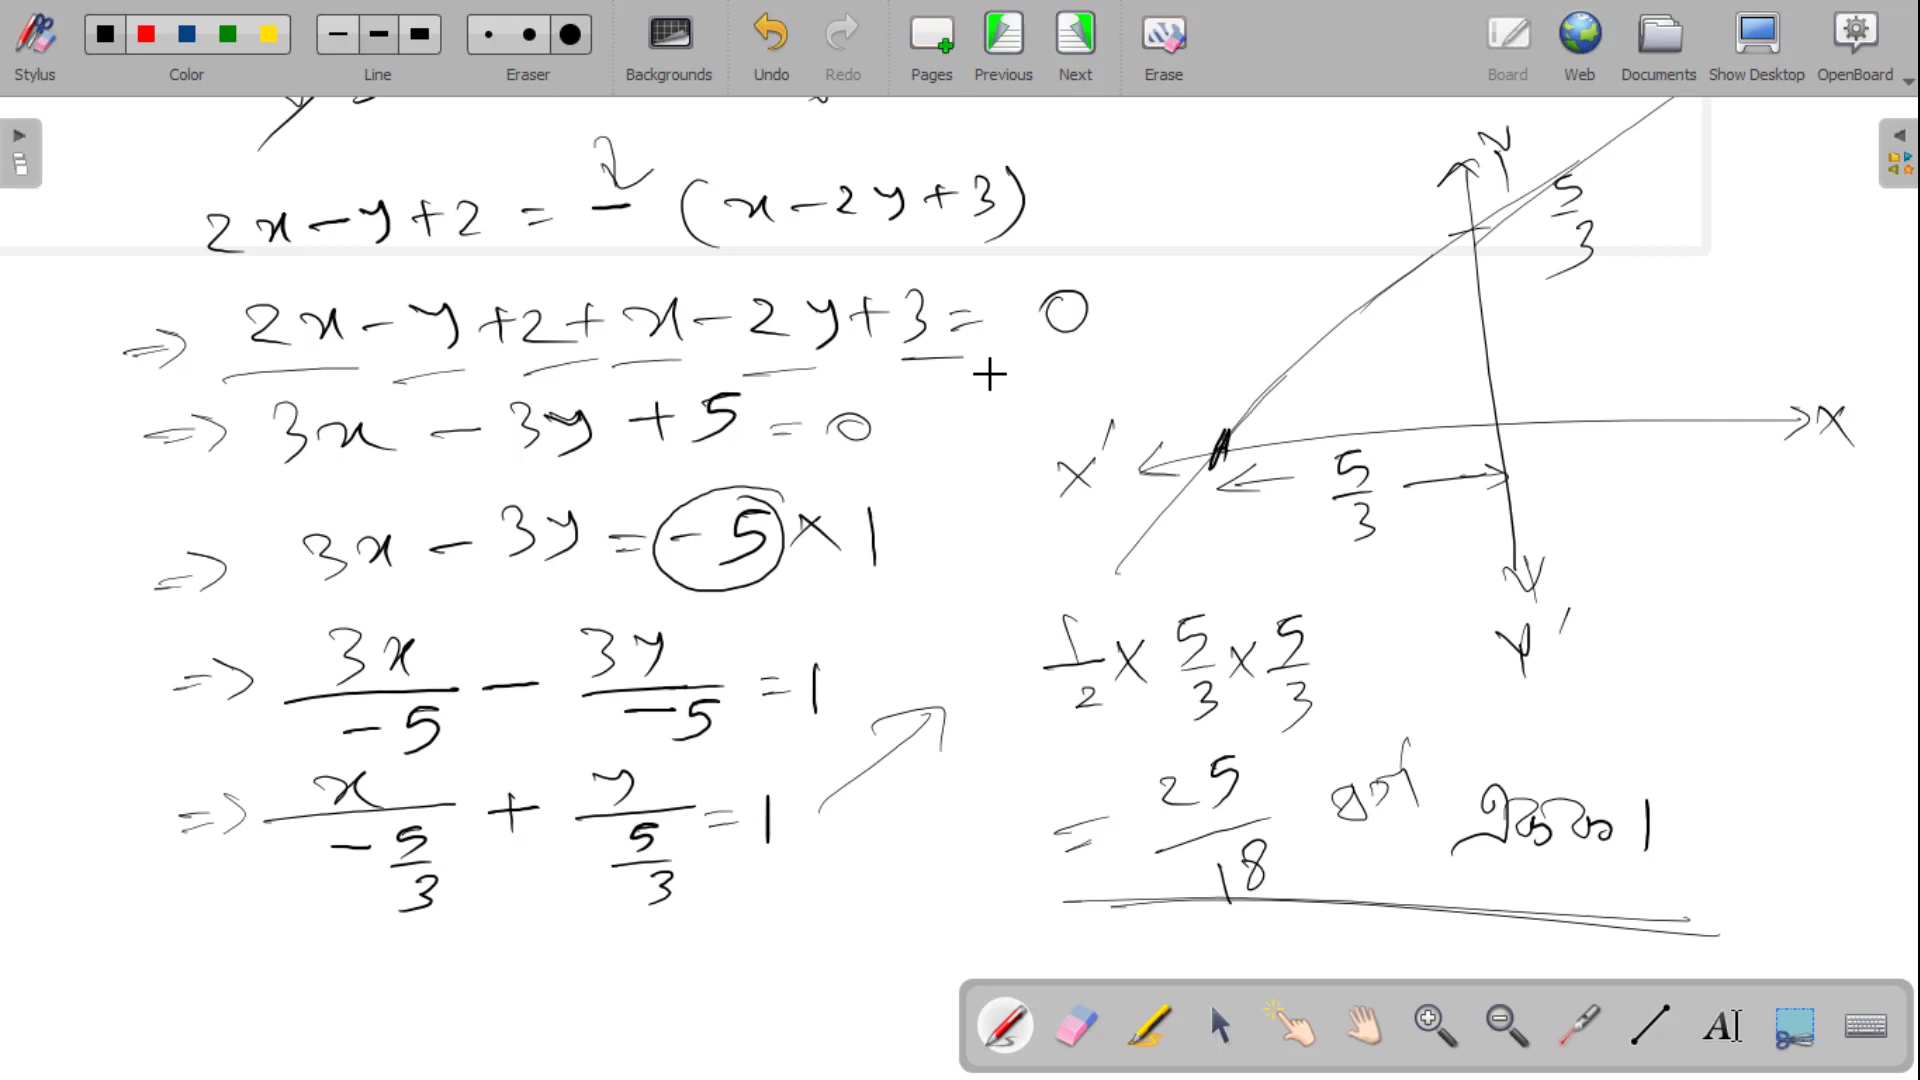 Stylus Color Line Eraser Backgrounds Undo Redo Pages Previous Next Erase Board Web Documents Show Desktop OpenBoard
2x - y + 2 = - (x - 2y + 3)
⇒ 2x - y + 2 + x - 2y + 3 = 0
⇒ 3x - 3y + 5 = 0
⇒ 3x - 3y = -5 × 1
⇒ 3x/-5 - 3y/-5 = 1
⇒ x/-5/3 + y/5/3 = 1
Y
5/3
X' X
5/3
Y'
1/2 × 5/3 × 5/3
= 25/18 বর্গ একক।